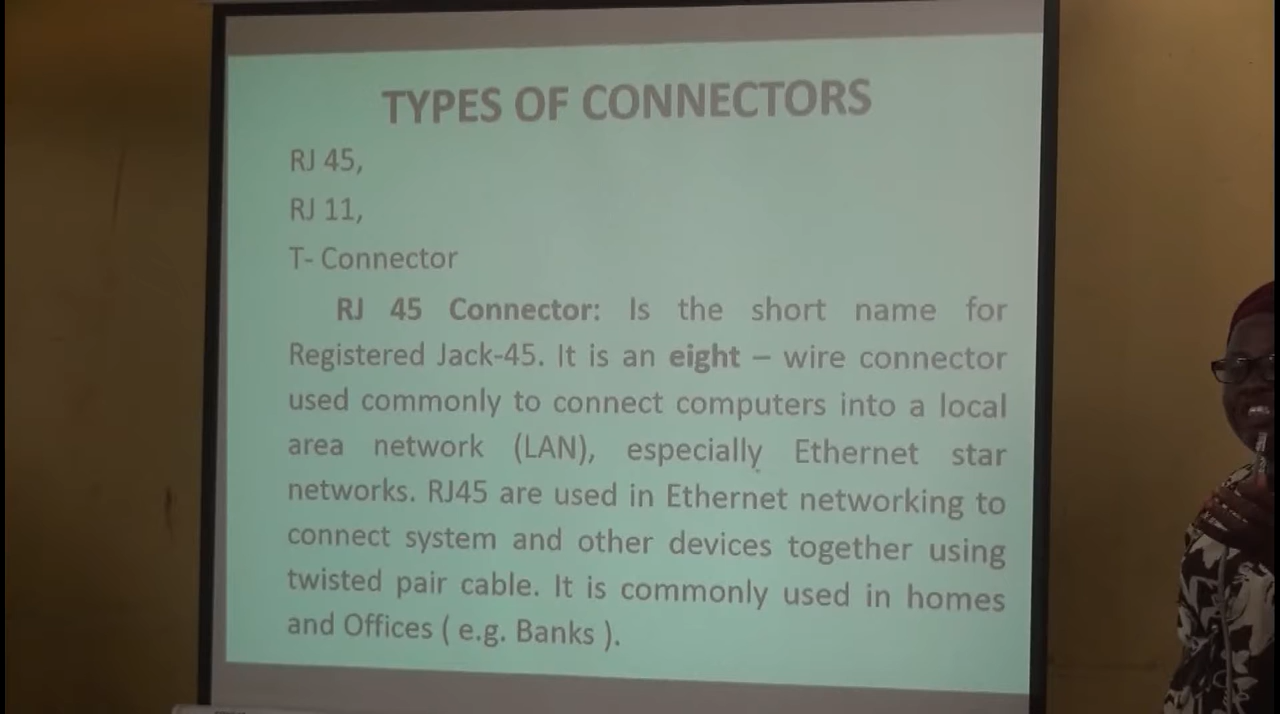 TYPES OF CONNECTORS
RJ 45,
RJ 11,
T- Connector
RJ 45 Connector: Is the short name for
Registered Jack-45. It is an eight – wire connector
used commonly to connect computers into a local
area network (LAN), especially Ethernet star
networks. RJ45 are used in Ethernet networking to
connect system and other devices together using
twisted pair cable. It is commonly used in homes
and Offices ( e.g. Banks ).